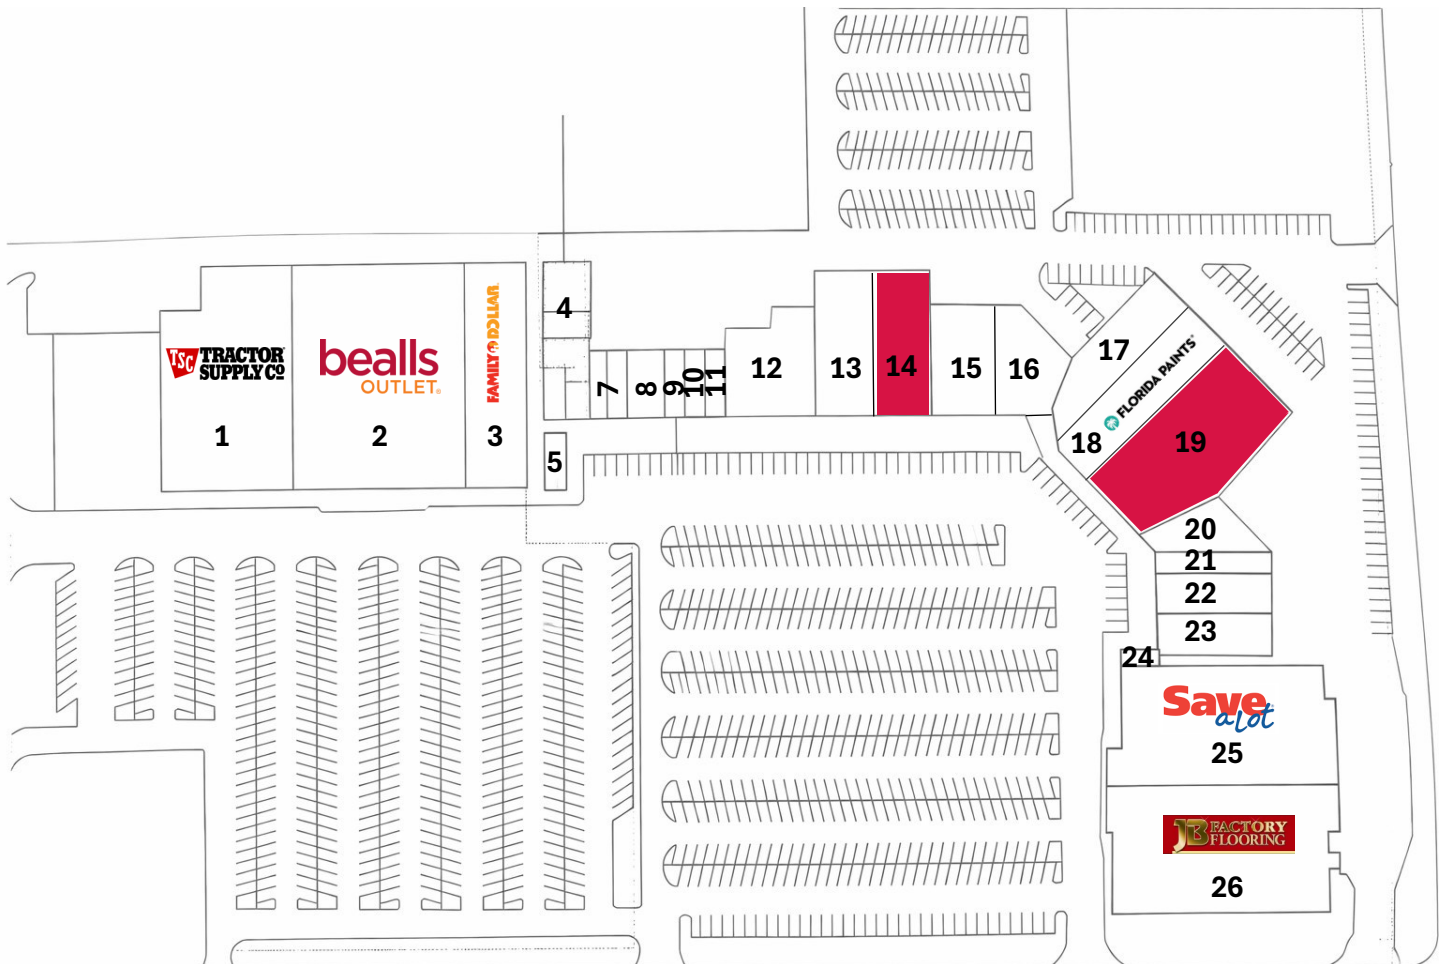 TSC TRACTOR
SUPPLY CO
1
bealls
OUTLET
2
FAMILY DOLLAR
3
4
5
7
8
9
10
11
12
13
14
15
16
17
FLORIDA PAINTS
18
19
20
21
22
23
24
Save
a lot
25
JB FACTORY
FLOORING
26